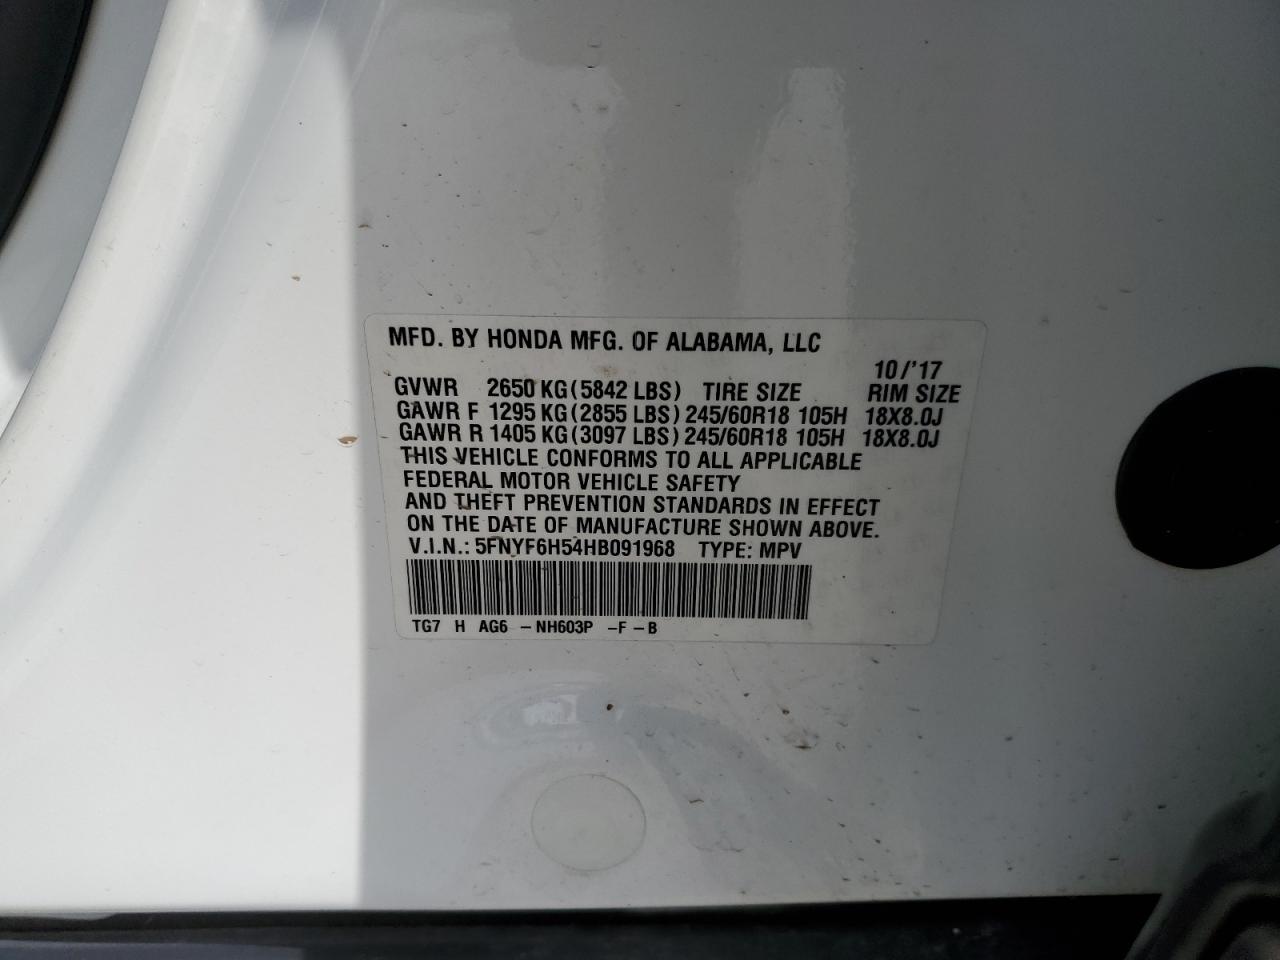 MFD. BY HONDA MFG. OF ALABAMA, LLC
10/'17
GVWR 2650 KG (5842 LBS) TIRE SIZE RIM SIZE
GAWR F 1295 KG (2855 LBS) 245/60R18 105H 18X8.0J
GAWR R 1405 KG (3097 LBS) 245/60R18 105H 18X8.0J
THIS VEHICLE CONFORMS TO ALL APPLICABLE
FEDERAL MOTOR VEHICLE SAFETY
AND THEFT PREVENTION STANDARDS IN EFFECT
ON THE DATE OF MANUFACTURE SHOWN ABOVE.
V.I.N.: 5FNYF6H54HB091968 TYPE: MPV
TG7 H AG6 - NH603P -F-B